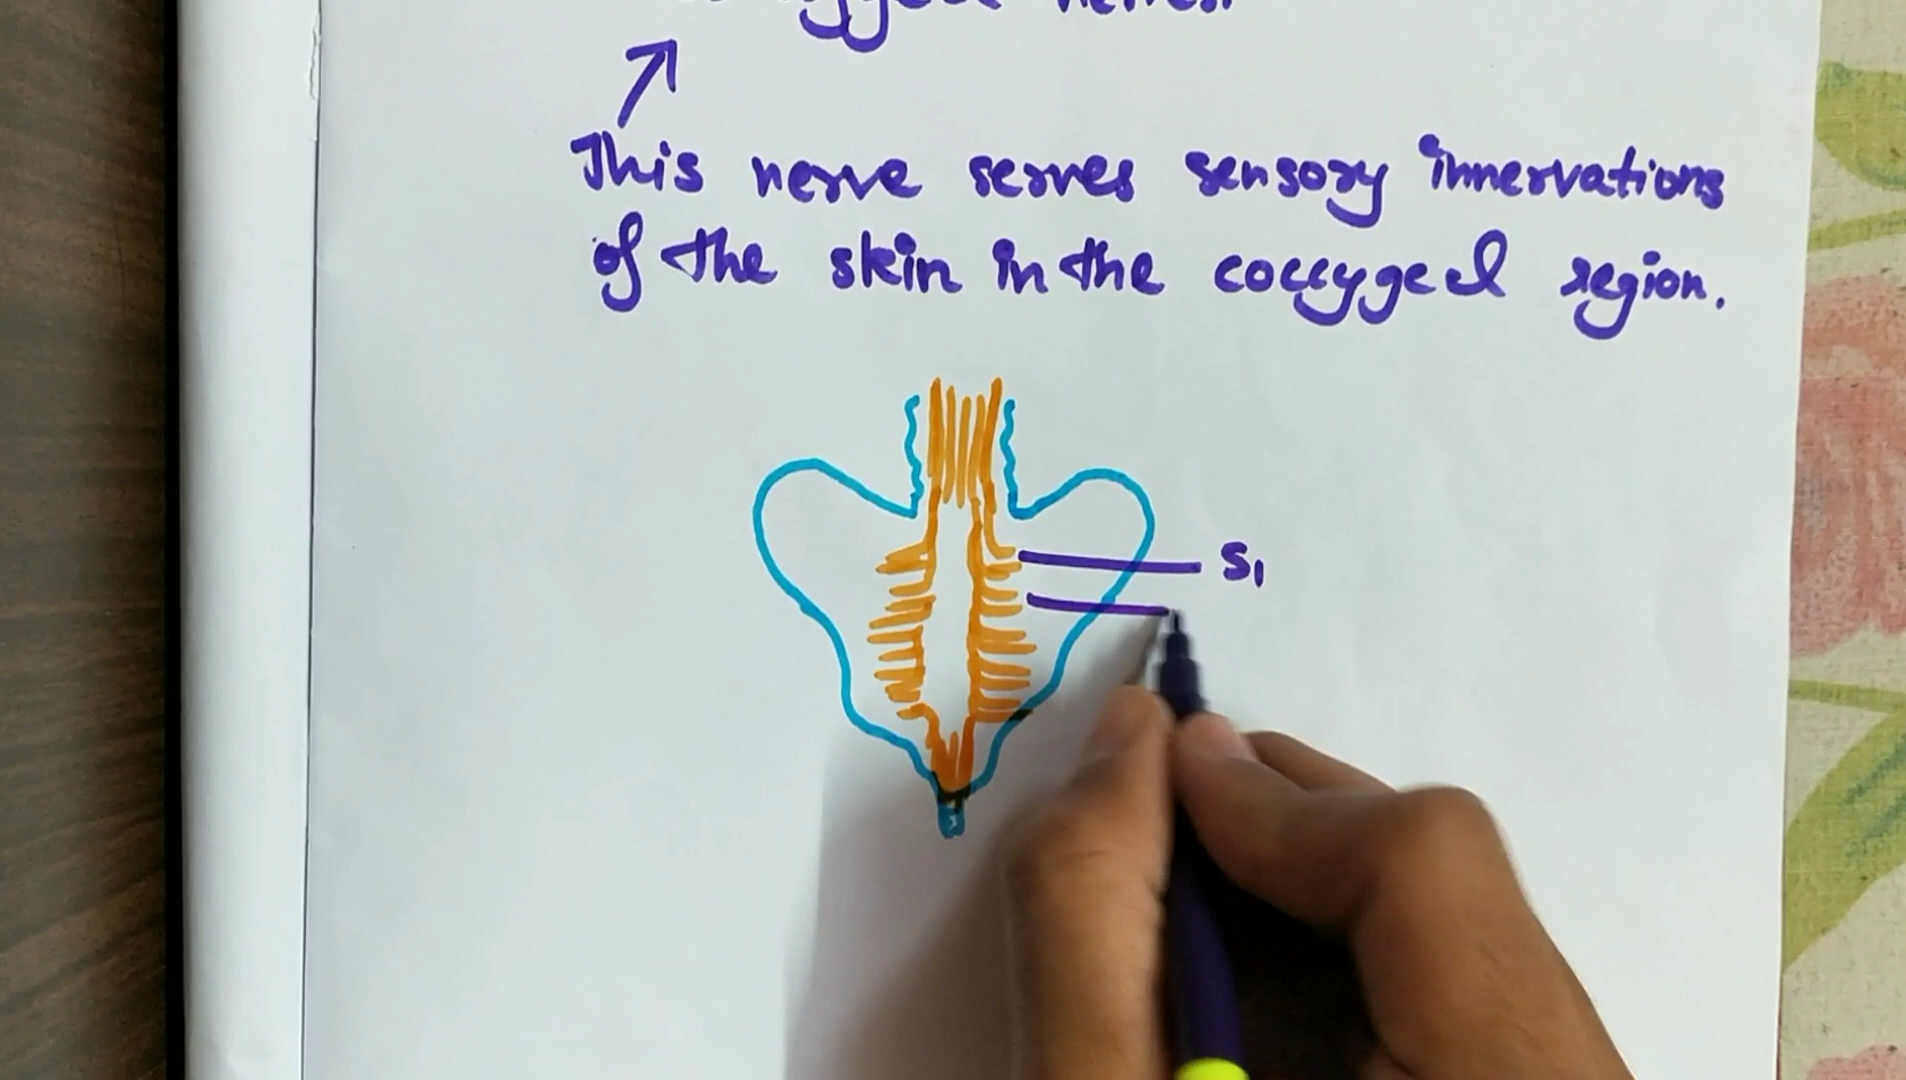 This nerve serves sensory innervations
of the skin in the coccygeal region.
S1